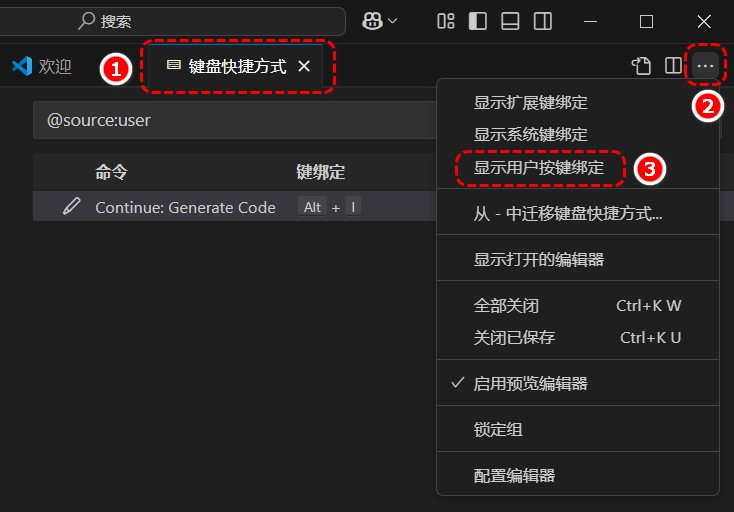 搜索
欢迎
1
键盘快捷方式
2
@source:user
命令
键绑定
Continue: Generate Code
Alt + I
显示扩展键绑定
显示系统键绑定
显示用户按键绑定
3
从 - 中迁移键盘快捷方式...
显示打开的编辑器
全部关闭 Ctrl+K W
关闭已保存 Ctrl+K U
启用预览编辑器
锁定组
配置编辑器